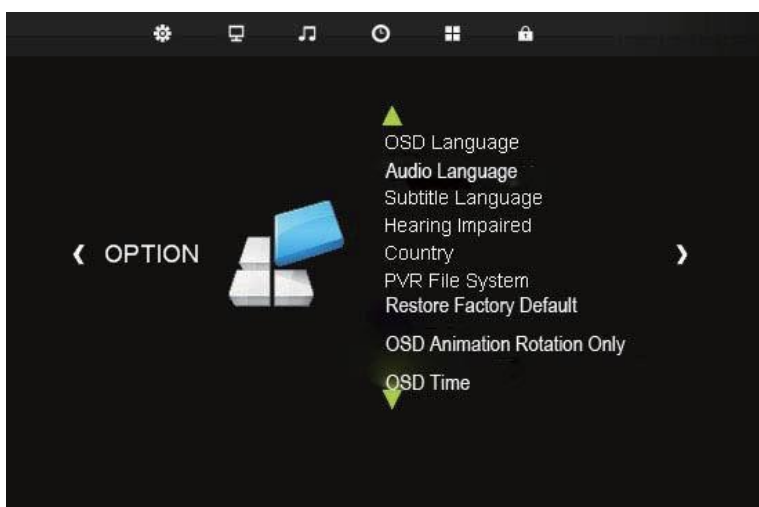 OSD Language
Audio Language
Subtitle Language
Hearing Impaired
OPTION
Country
PVR File System
Restore Factory Default
OSD Animation Rotation Only
OSD Time